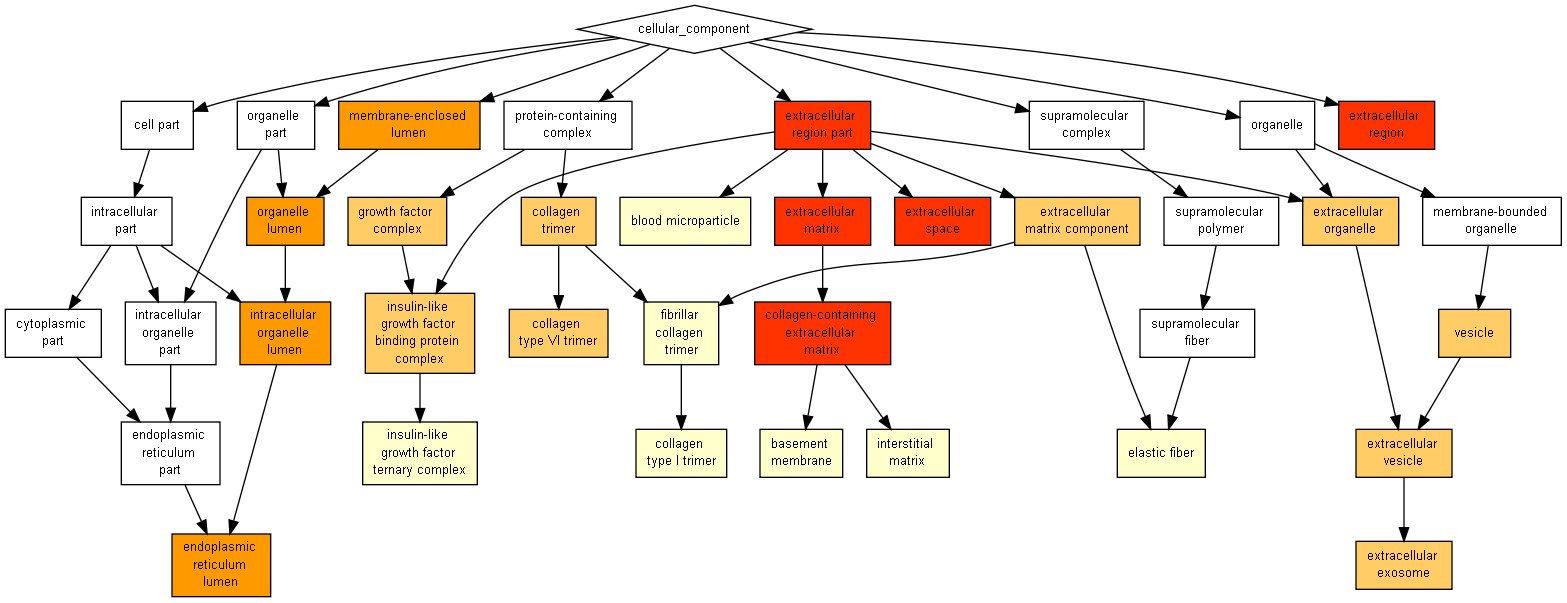 cellular_component
cell part
organelle
part
membrane-enclosed
lumen
protein-containing
complex
extracellular
region part
supramolecular
complex
organelle
extracellular
region
intracellular
part
organelle
lumen
growth factor
complex
collagen
trimer
blood microparticle
extracellular
matrix
extracellular
space
extracellular
matrix component
supramolecular
polymer
extracellular
organelle
membrane-bounded
organelle
cytoplasmic
part
intracellular
organelle
part
intracellular
organelle
lumen
insulin-like
growth factor
binding protein
complex
collagen
type VI trimer
fibrillar
collagen
trimer
collagen-containing
extracellular
matrix
supramolecular
fiber
vesicle
endoplasmic
reticulum
part
insulin-like
growth factor
ternary complex
collagen
type I trimer
basement
membrane
interstitial
matrix
elastic fiber
extracellular
vesicle
endoplasmic
reticulum
lumen
extracellular
exosome